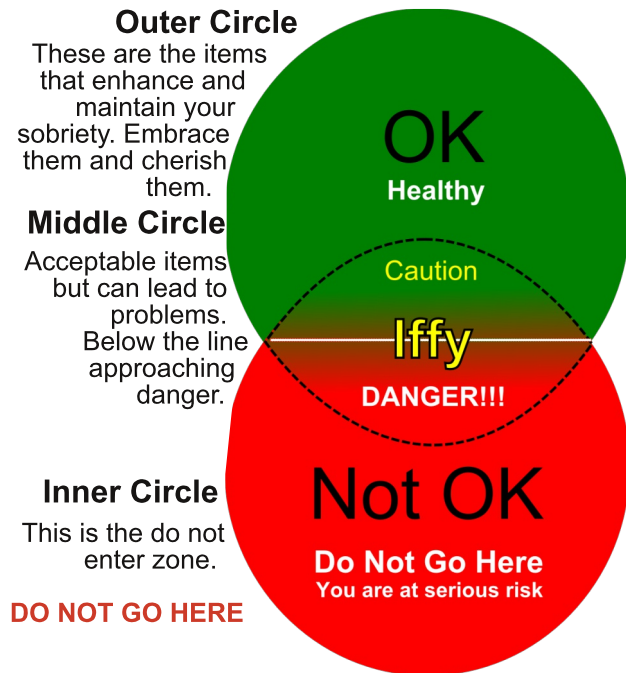 Outer Circle
These are the items
that enhance and
maintain your
sobriety. Embrace
them and cherish
them.
Middle Circle
Acceptable items
but can lead to
problems.
Below the line
approaching
danger.
Inner Circle
This is the do not
enter zone.
DO NOT GO HERE
OK
Healthy
Caution
Iffy
DANGER!!!
Not OK
Do Not Go Here
You are at serious risk